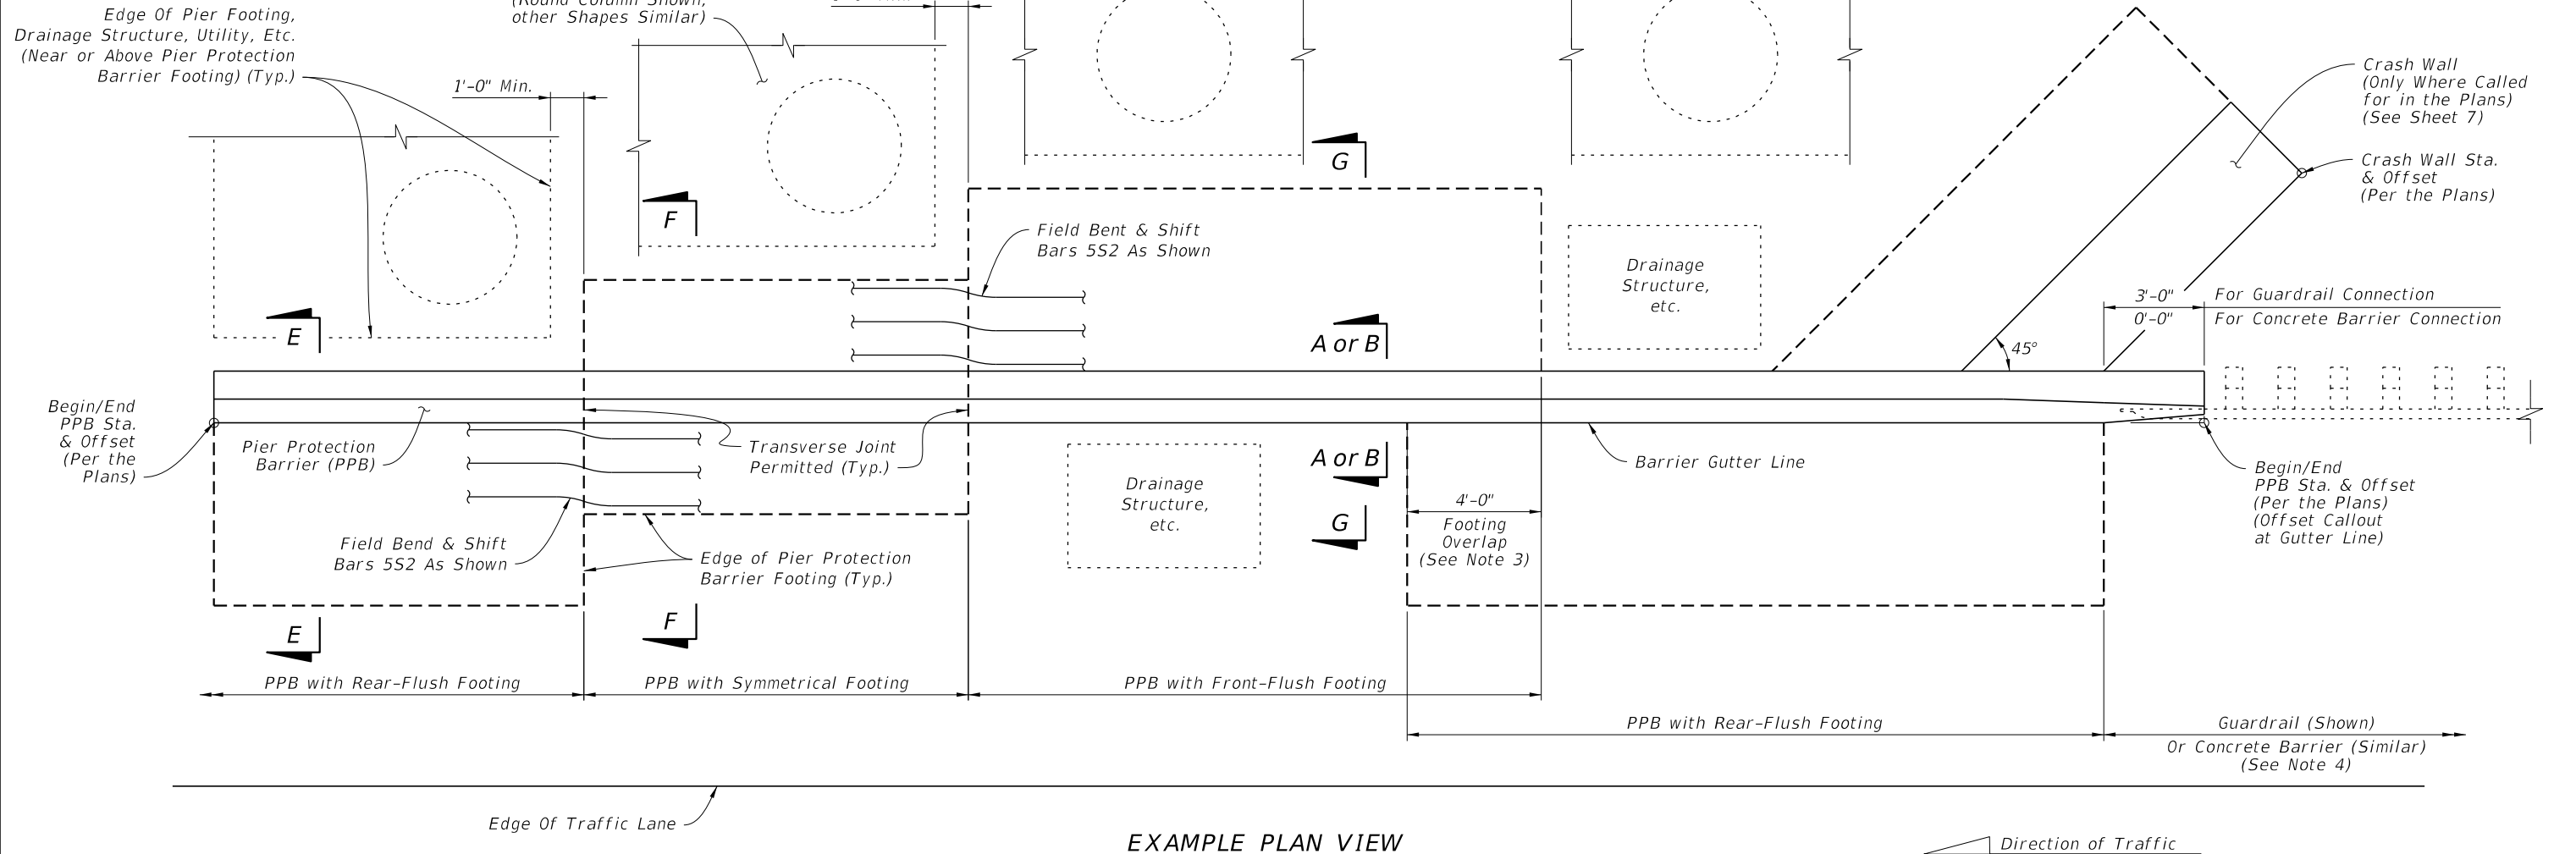 Edge Of Pier Footing,
Drainage Structure, Utility, Etc.
(Near or Above Pier Protection
Barrier Footing) (Typ.)
(Round Column Shown,
other Shapes Similar)
1'-0" Min.
Crash Wall
(Only Where Called
for in the Plans)
(See Sheet 7)
Crash Wall Sta.
& Offset
(Per the Plans)
G
F
E
Field Bent & Shift
Bars 5S2 As Shown
Drainage
Structure,
etc.
3'-0"
For Guardrail Connection
0'-0"
For Concrete Barrier Connection
A or B
45°
Begin/End
PPB Sta.
& Offset
(Per the
Plans)
Pier Protection
Barrier (PPB)
Transverse Joint
Permitted (Typ.)
A or B
Barrier Gutter Line
Drainage
Structure,
etc.
G
4'-0"
Footing
Overlap
(See Note 3)
Begin/End
PPB Sta. & Offset
(Per the Plans)
(Offset Callout
at Gutter Line)
Field Bend & Shift
Bars 5S2 As Shown
Edge of Pier Protection
Barrier Footing (Typ.)
E
F
PPB with Rear-Flush Footing
PPB with Symmetrical Footing
PPB with Front-Flush Footing
PPB with Rear-Flush Footing
Guardrail (Shown)
Or Concrete Barrier (Similar)
(See Note 4)
Edge Of Traffic Lane
EXAMPLE PLAN VIEW
Direction of Traffic